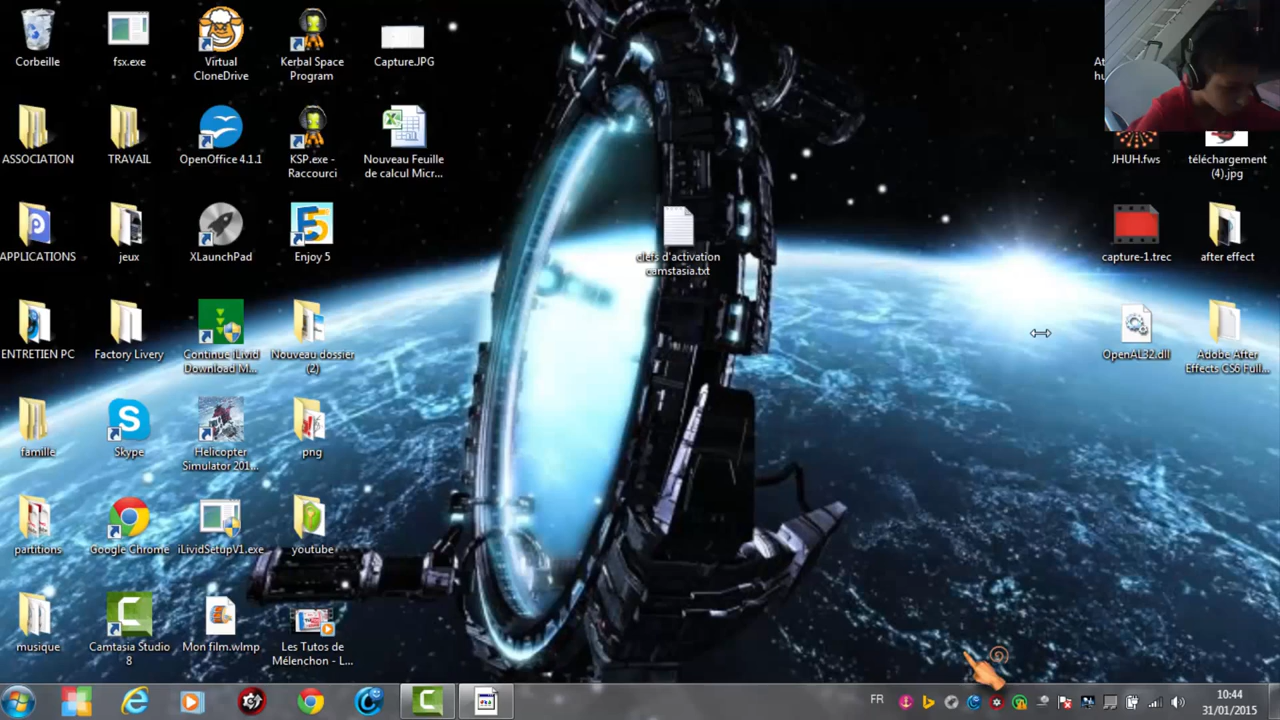 Corbeille
fsx.exe
Virtual
CloneDrive
Kerbal Space
Program
Capture.JPG
ASSOCIATION
TRAVAIL
OpenOffice 4.1.1
KSP.exe -
Raccourci
Nouveau Feuille
de calcul Micr...
JHUH.fws
téléchargement
(4).jpg
APPLICATIONS
jeux
XLaunchPad
Enjoy 5
clefs d'activation
camstasia.txt
capture-1.trec
after effect
ENTRETIEN PC
Factory Livery
Continue iLivid
Download M...
Nouveau dossier
(2)
OpenAL32.dll
Adobe After
Effects CS6 Full...
famille
Skype
Helicopter
Simulator 201...
png
partitions
Google Chrome
iLividSetupV1.exe
youtube
musique
Camtasia Studio
8
Mon film.wlmp
Les Tutos de
Mélenchon - L...
FR
10:44
31/01/2015